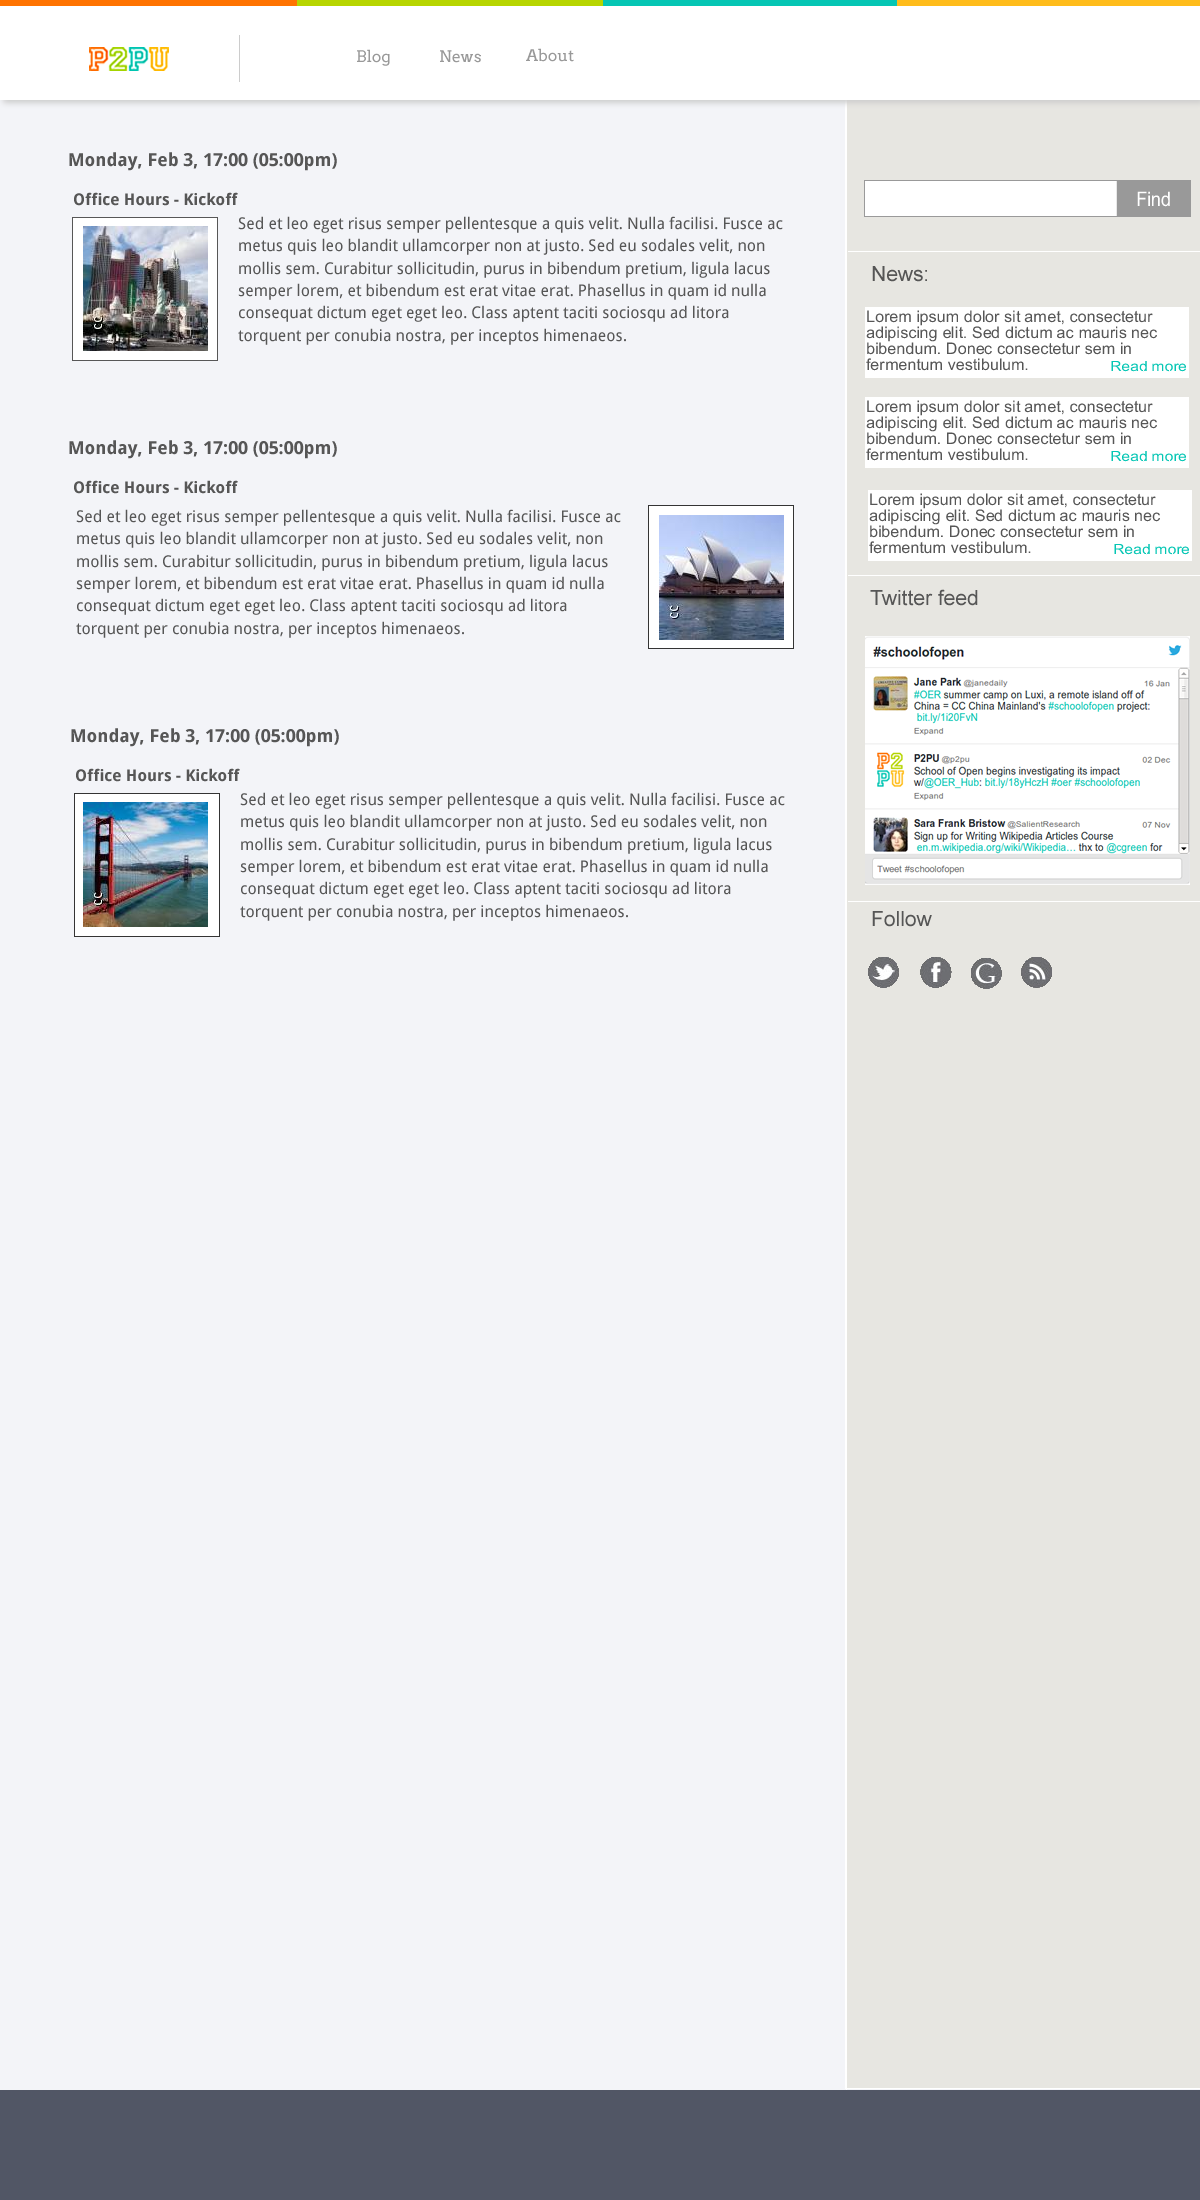 P2PU
Blog
News
About
Monday, Feb 3, 17:00 (05:00pm)
Office Hours - Kickoff
Sed et leo eget risus semper pellentesque a quis velit. Nulla facilisi. Fusce ac
metus quis leo blandit ullamcorper non at justo. Sed eu sodales velit, non
mollis sem. Curabitur sollicitudin, purus in bibendum pretium, ligula lacus
semper lorem, et bibendum est erat vitae erat. Phasellus in quam id nulla
consequat dictum eget eget leo. Class aptent taciti sociosqu ad litora
torquent per conubia nostra, per inceptos himenaeos.
CC
Monday, Feb 3, 17:00 (05:00pm)
Office Hours - Kickoff
Sed et leo eget risus semper pellentesque a quis velit. Nulla facilisi. Fusce ac
metus quis leo blandit ullamcorper non at justo. Sed eu sodales velit, non
mollis sem. Curabitur sollicitudin, purus in bibendum pretium, ligula lacus
semper lorem, et bibendum est erat vitae erat. Phasellus in quam id nulla
consequat dictum eget eget leo. Class aptent taciti sociosqu ad litora
torquent per conubia nostra, per inceptos himenaeos.
CC
Monday, Feb 3, 17:00 (05:00pm)
Office Hours - Kickoff
Sed et leo eget risus semper pellentesque a quis velit. Nulla facilisi. Fusce ac
metus quis leo blandit ullamcorper non at justo. Sed eu sodales velit, non
mollis sem. Curabitur sollicitudin, purus in bibendum pretium, ligula lacus
semper lorem, et bibendum est erat vitae erat. Phasellus in quam id nulla
consequat dictum eget eget leo. Class aptent taciti sociosqu ad litora
torquent per conubia nostra, per inceptos himenaeos.
CC
Find
News:
Lorem ipsum dolor sit amet, consectetur
adipiscing elit. Sed dictum ac mauris nec
bibendum. Donec consectetur sem in
fermentum vestibulum. Read more
Lorem ipsum dolor sit amet, consectetur
adipiscing elit. Sed dictum ac mauris nec
bibendum. Donec consectetur sem in
fermentum vestibulum. Read more
Lorem ipsum dolor sit amet, consectetur
adipiscing elit. Sed dictum ac mauris nec
bibendum. Donec consectetur sem in
fermentum vestibulum. Read more
Twitter feed
#schoolofopen
Jane Park @janedaily 16 Jan
#OER summer camp on Luxi, a remote island off of
China = CC China Mainland's #schoolofopen project:
bit.ly/1i20FvN
Expand
P2
PU
P2PU @p2pu 02 Dec
School of Open begins investigating its impact
w/@OER_Hub: bit.ly/18yHczH #oer #schoolofopen
Expand
Sara Frank Bristow @SalientResearch 07 Nov
Sign up for Writing Wikipedia Articles Course
en.m.wikipedia.org/wiki/Wikipedia... thx to @cgreen for
Tweet #schoolofopen
Follow
f
G